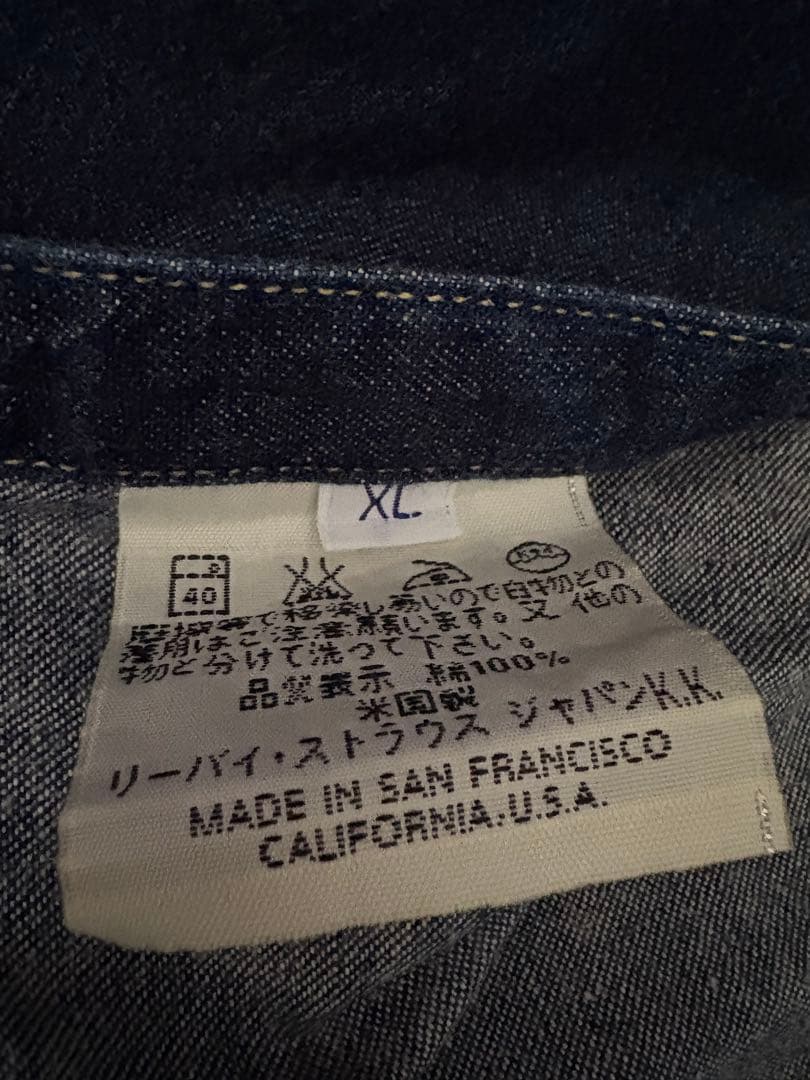 XL
40
摩擦等で移染し易いので白物との
着用はご注意願います。又 他の
物と分けて洗って下さい。
品質表示 綿100%
米国製
リーバイ・ストラウス ジャパンK.K.
MADE IN SAN FRANCISCO
CALIFORNIA.U.S.A.